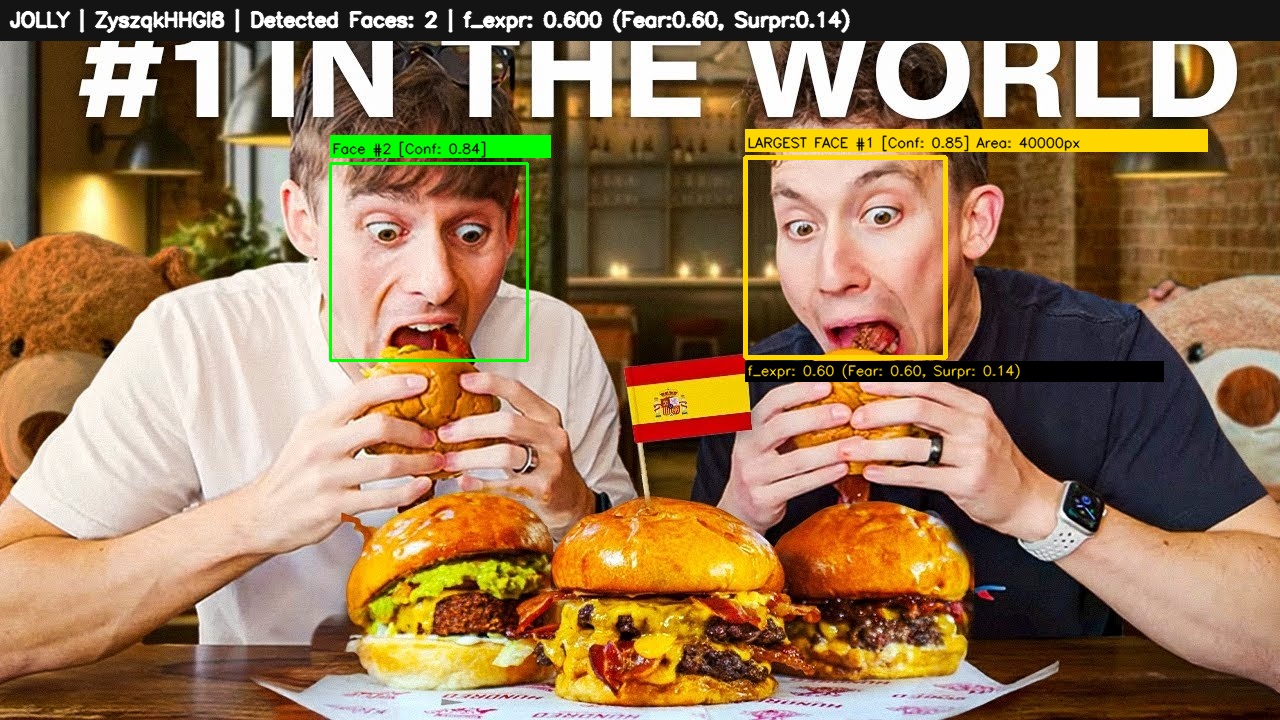 JOLLY | ZyszqkHHGI8 | Detected Faces: 2 | f_expr: 0.600 (Fear:0.60, Surpr:0.14)
#1 IN THE WORLD
Face #2 [Conf: 0.84]
LARGEST FACE #1 [Conf: 0.85] Area: 40000px
f_expr: 0.60 (Fear: 0.60, Surpr: 0.14)
HUNDRED